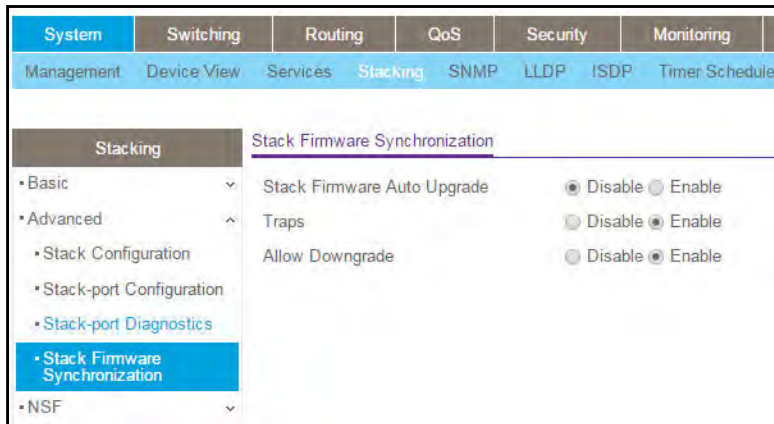 System Switching Routing QoS Security Monitoring
Management Device View Services Stacking SNMP LLDP ISDP Timer Schedule
Stacking
Stack Firmware Synchronization
Basic
Stack Firmware Auto Upgrade Disable Enable
Advanced
Traps Disable Enable
Stack Configuration
Allow Downgrade Disable Enable
Stack-port Configuration
Stack-port Diagnostics
Stack Firmware
Synchronization
NSF